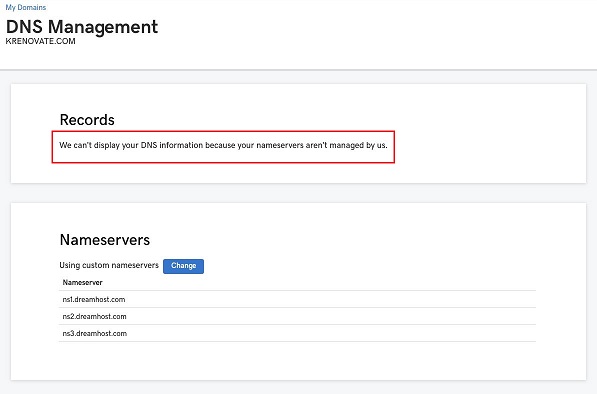 My Domains
DNS Management
KRENOVATE.COM
Records
We can't display your DNS information because your nameservers aren't managed by us.
Nameservers
Using custom nameservers Change
Nameserver
ns1.dreamhost.com
ns2.dreamhost.com
ns3.dreamhost.com